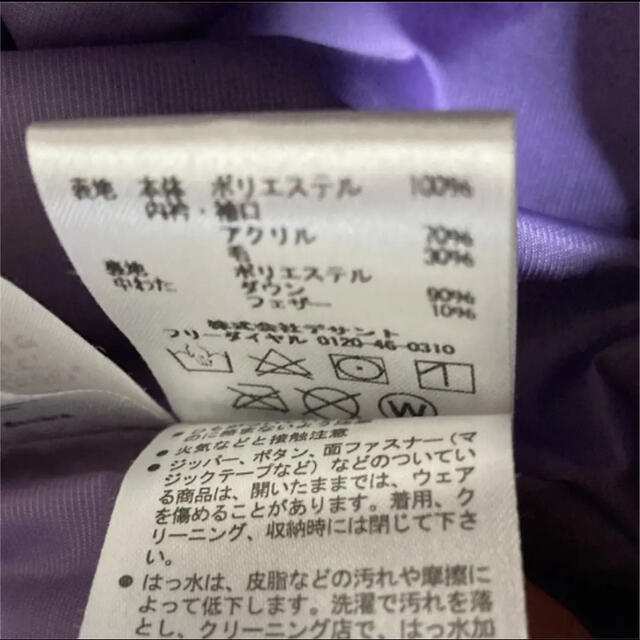 表地 本体 ポリエステル 100%
内衿・袖口
アクリル 70%
毛 30%
裏地 ポリエステル
中わた ダウン 90%
フェザー 10%
株式会社デサント
フリーダイヤル 0120-46-0310
W
火気などと接触注意
ジッパー、ボタン、面ファスナー(マ
ジックテープなど)などのついてい
る商品は、開いたままでは、ウェア
を傷めることがあります。着用、ク
リーニング、収納時には閉じて下さ
い。
はっ水は、皮脂などの汚れや摩擦に
よって低下します。洗濯で汚れを落
とし、クリーニング店で、はっ水加